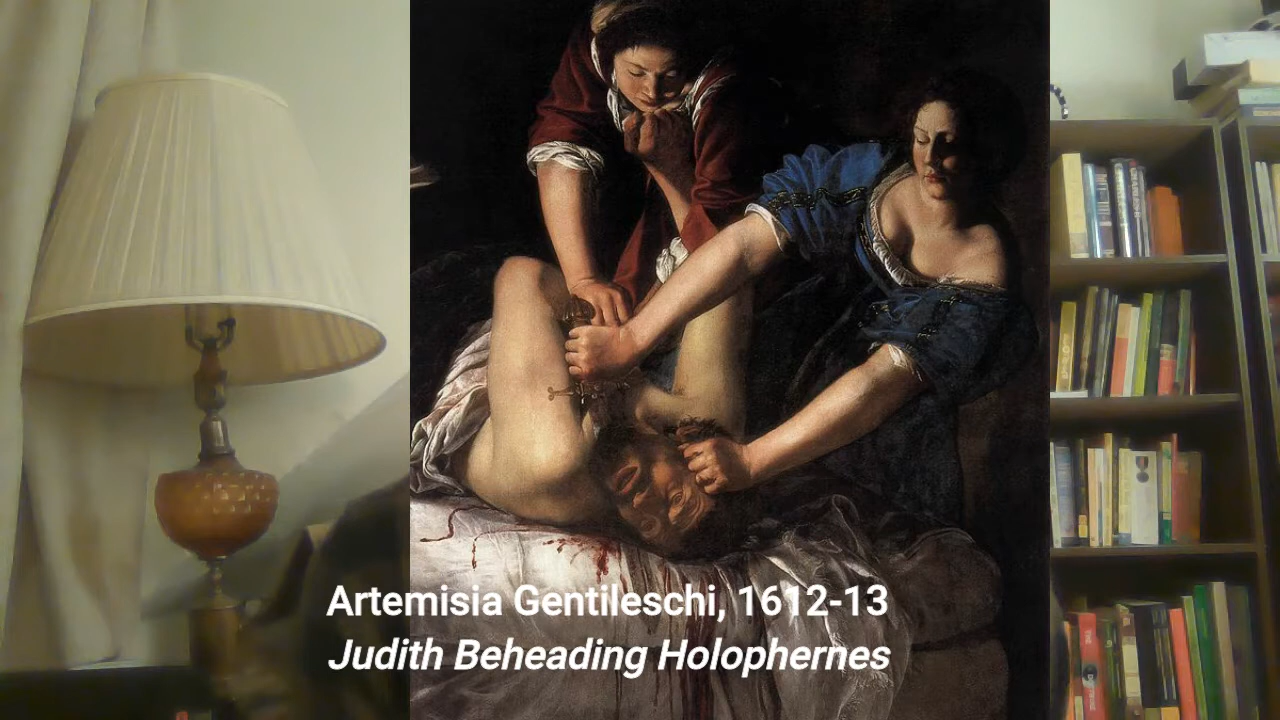 Artemisia Gentileschi, 1612-13
Judith Beheading Holophernes